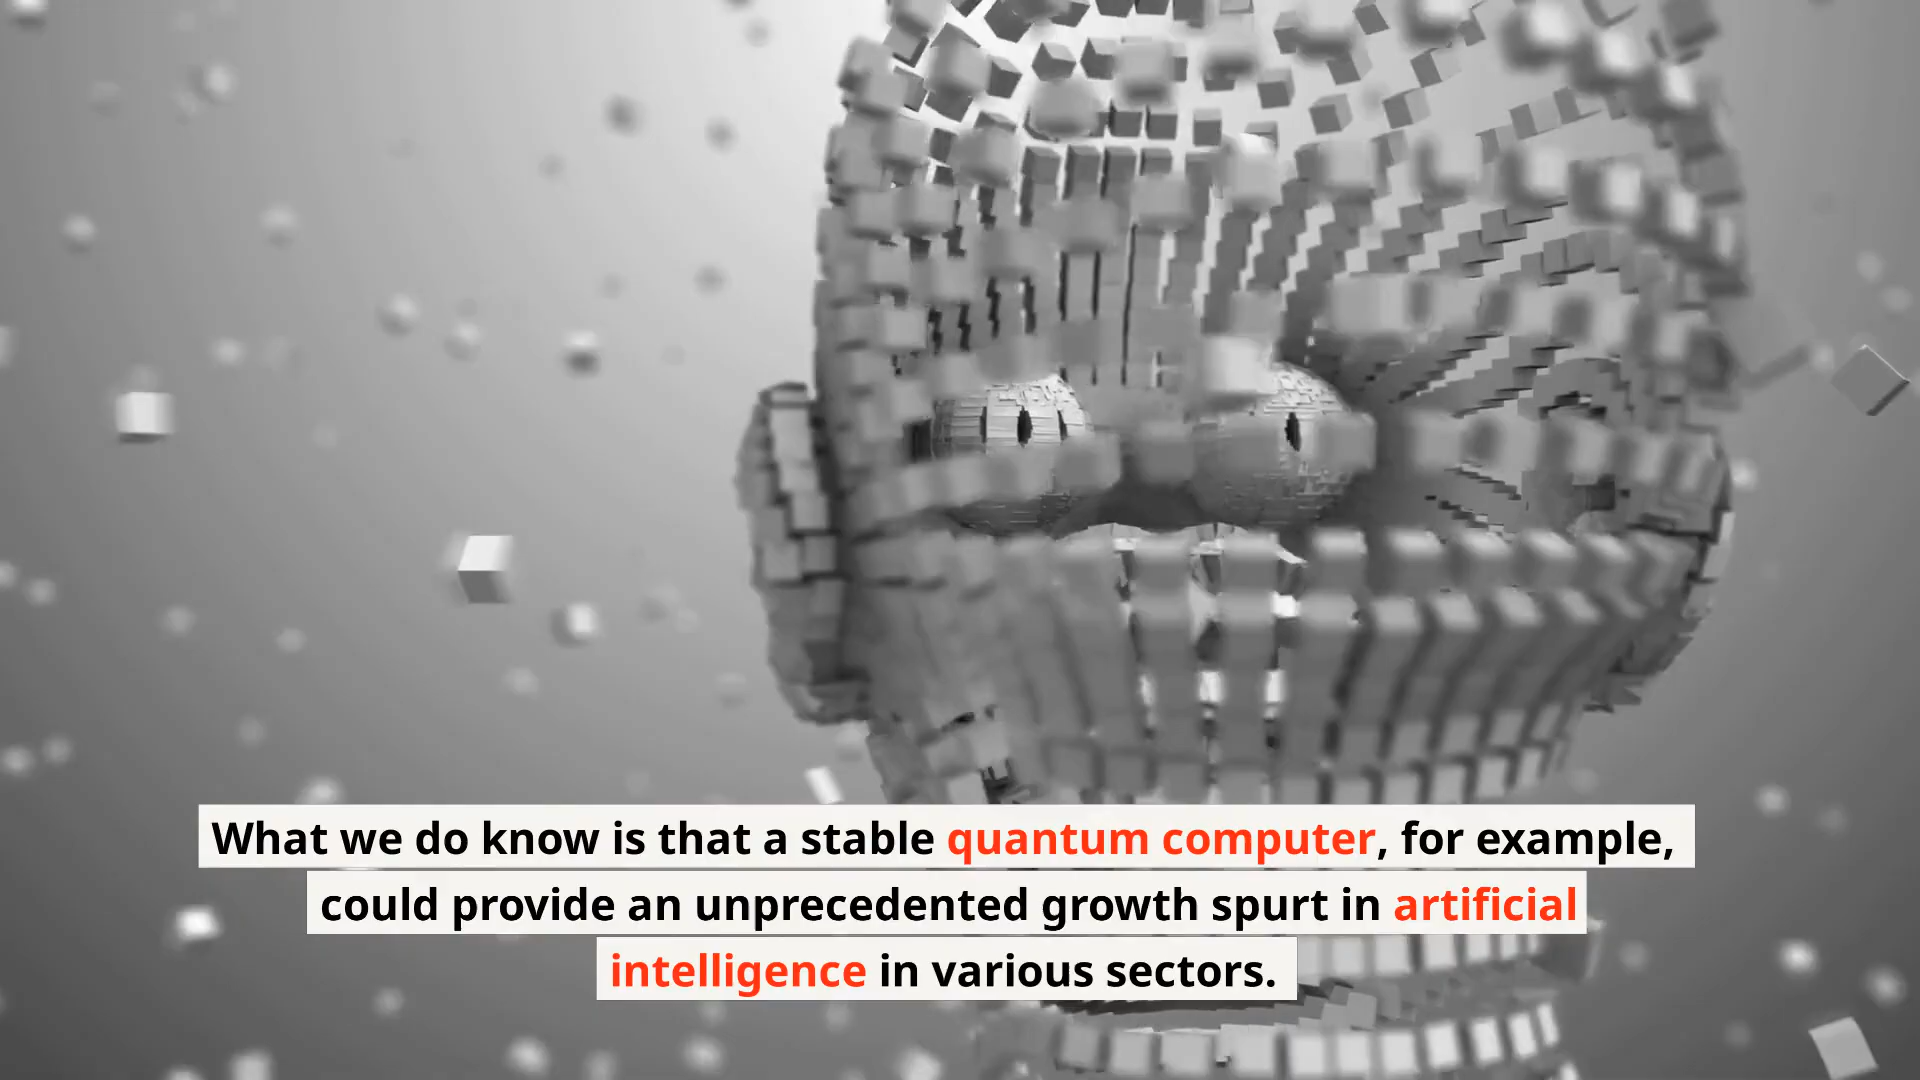 What we do know is that a stable quantum computer, for example,
could provide an unprecedented growth spurt in artificial
intelligence in various sectors.